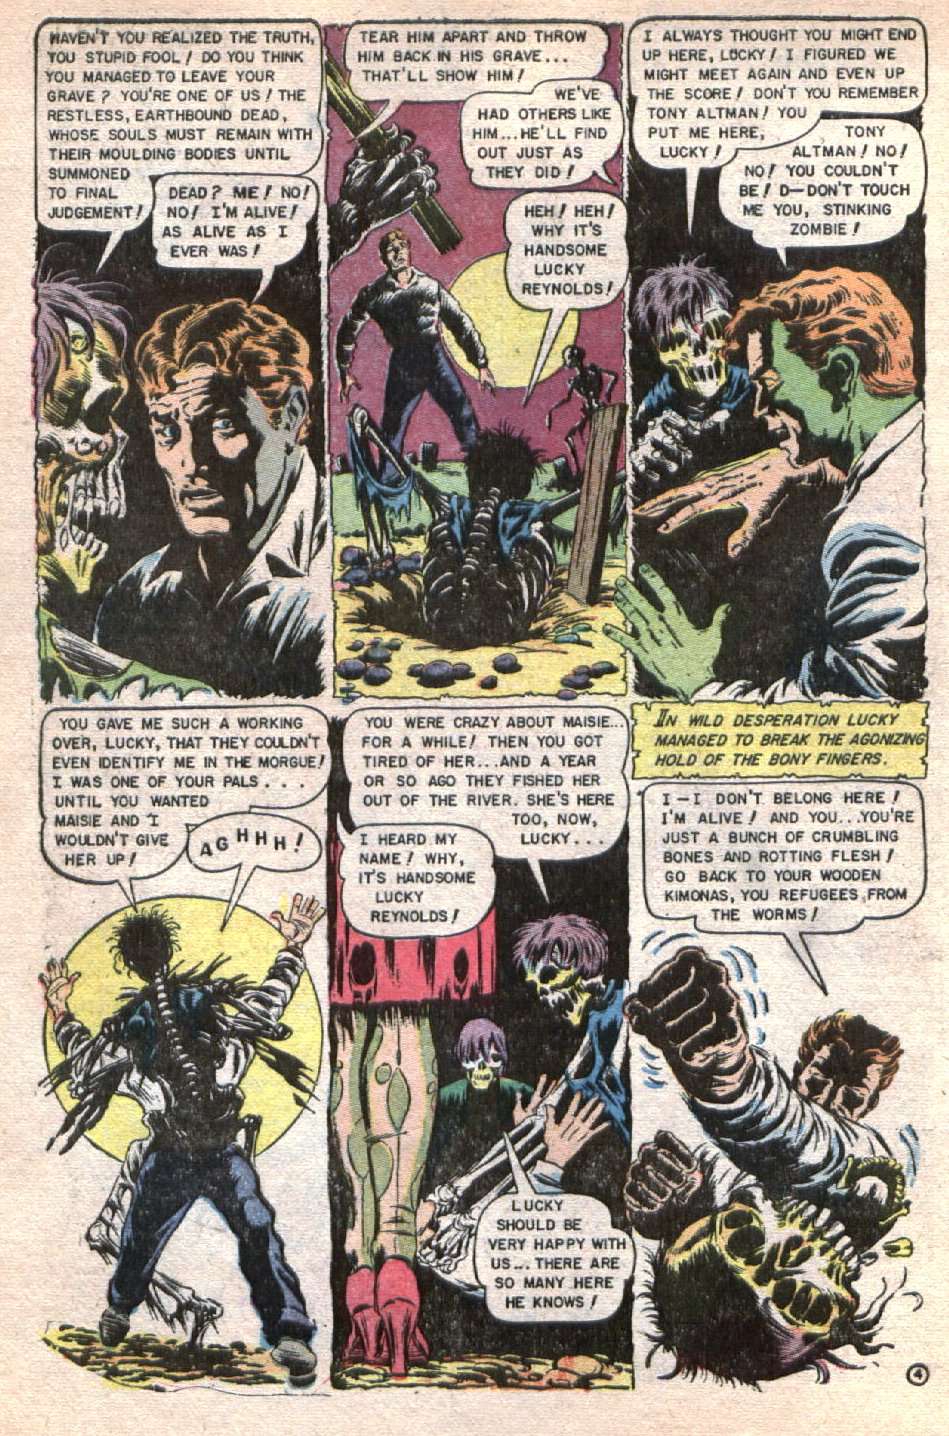 HAVEN'T YOU REALIZED THE TRUTH,
YOU STUPID FOOL! DO YOU THINK
YOU MANAGED TO LEAVE YOUR
GRAVE? YOU'RE ONE OF US! THE
RESTLESS, EARTHBOUND DEAD,
WHOSE SOULS MUST REMAIN WITH
THEIR MOULDING BODIES UNTIL
SUMMONED
TO FINAL
JUDGEMENT!
DEAD? ME! NO!
NO! I'M ALIVE!
AS ALIVE AS I
EVER WAS!
TEAR HIM APART AND THROW
HIM BACK IN HIS GRAVE...
THAT'LL SHOW HIM!
WE'VE
HAD OTHERS LIKE
HIM...HE'LL FIND
OUT JUST AS
THEY DID!
HEH! HEH!
WHY IT'S
HANDSOME
LUCKY
REYNOLDS!
I ALWAYS THOUGHT YOU MIGHT END
UP HERE, LUCKY! I FIGURED WE
MIGHT MEET AGAIN AND EVEN UP
THE SCORE! DON'T YOU REMEMBER
TONY ALTMAN! YOU
PUT ME HERE,
LUCKY!
TONY
ALTMAN! NO!
NO! YOU COULDN'T
BE! D—DON'T TOUCH
ME YOU, STINKING
ZOMBIE!
YOU GAVE ME SUCH A WORKING
OVER, LUCKY, THAT THEY COULDN'T
EVEN IDENTIFY ME IN THE MORGUE!
I WAS ONE OF YOUR PALS . . .
UNTIL YOU WANTED
MAISIE AND I
WOULDN'T GIVE
HER UP!
AGHHH!
YOU WERE CRAZY ABOUT MAISIE...
FOR A WHILE! THEN YOU GOT
TIRED OF HER...AND A YEAR
OR SO AGO THEY FISHED HER
OUT OF THE RIVER. SHE'S HERE
TOO, NOW,
LUCKY...
I HEARD MY
NAME! WHY,
IT'S HANDSOME
LUCKY
REYNOLDS!
LUCKY
SHOULD BE
VERY HAPPY WITH
US...THERE ARE
SO MANY HERE
HE KNOWS!
IN WILD DESPERATION LUCKY
MANAGED TO BREAK THE AGONIZING
HOLD OF THE BONY FINGERS.
I—I DON'T BELONG HERE!
I'M ALIVE! AND YOU...YOU'RE
JUST A BUNCH OF CRUMBLING
BONES AND ROTTING FLESH!
GO BACK TO YOUR WOODEN
KIMONAS, YOU REFUGEES FROM
THE WORMS!
4